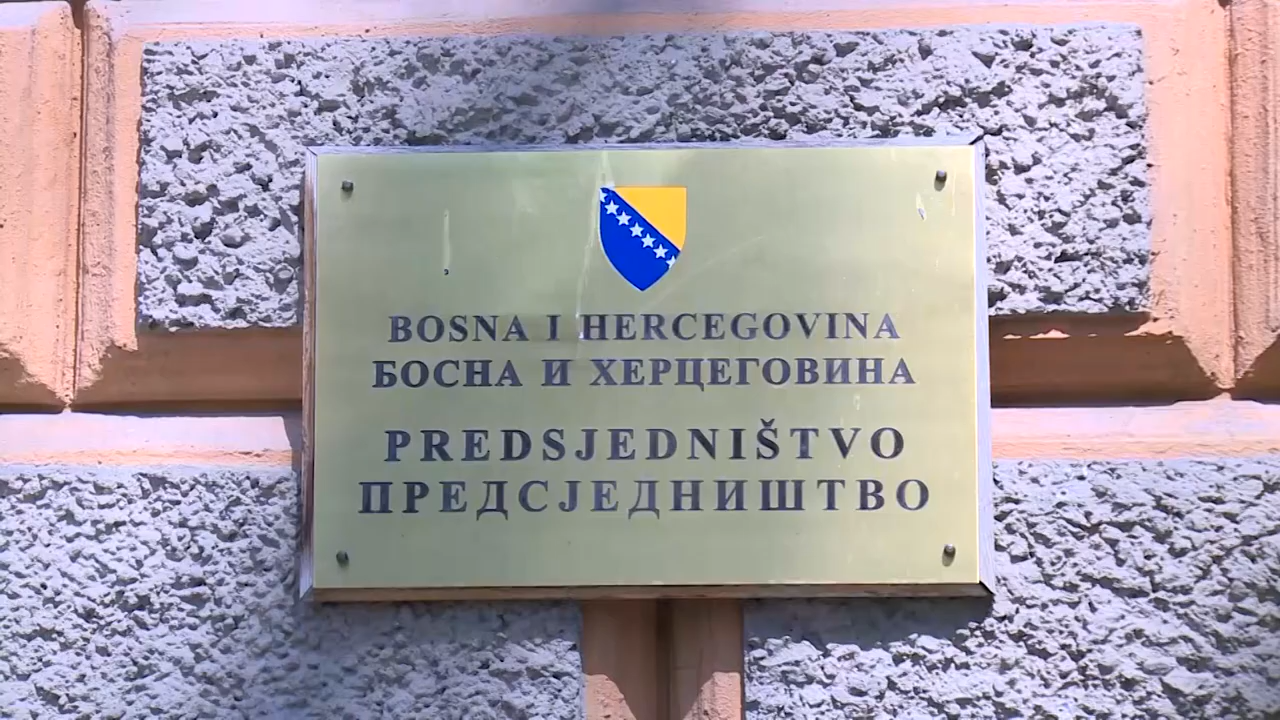 BOSNA I HERCEGOVINA
БОСНА И ХЕРЦЕГОВИНА
PREDSJEDNIŠTVO
ПРЕДСЈЕДНИШТВО